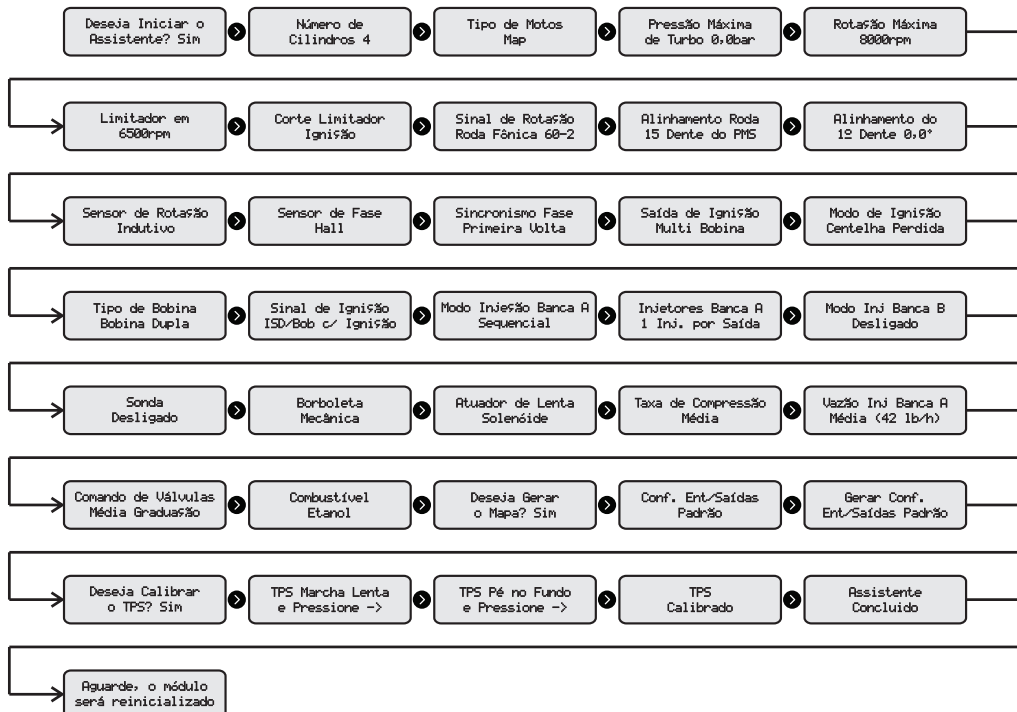 Deseja Iniciar o
Assistente? Sim
Número de
Cilindros 4
Tipo de Motos
Map
Pressão Máxima
de Turbo 0,0bar
Rotação Máxima
8000rpm
Limitador em
6500rpm
Corte Limitador
Ignição
Sinal de Rotação
Roda Fônica 60-2
Alinhamento Roda
15 Dente do PMS
Alinhamento do
1º Dente 0,0°
Sensor de Rotação
Indutivo
Sensor de Fase
Hall
Sincronismo Fase
Primeira Volta
Saída de Ignição
Multi Bobina
Modo de Ignição
Centelha Perdida
Tipo de Bobina
Bobina Dupla
Sinal de Ignição
ISD/Bob c/ Ignição
Modo Injeção Banca A
Sequencial
Injetores Banca A
1 Inj. por Saída
Modo Inj Banca B
Desligado
Sonda
Desligado
Borboleta
Mecânica
Atuador de Lenta
Solenóide
Taxa de Compressão
Média
Vazão Inj Banca A
Média (42 lb/h)
Comando de Válvulas
Média Graduação
Combustível
Etanol
Deseja Gerar
o Mapa? Sim
Conf. Ent/Saídas
Padrão
Gerar Conf.
Ent/Saídas Padrão
Deseja Calibrar
o TPS? Sim
TPS Marcha Lenta
e Pressione ->
TPS Pé no Fundo
e Pressione ->
TPS
Calibrado
Assistente
Concluido
Aguarde, o módulo
será reinicializado